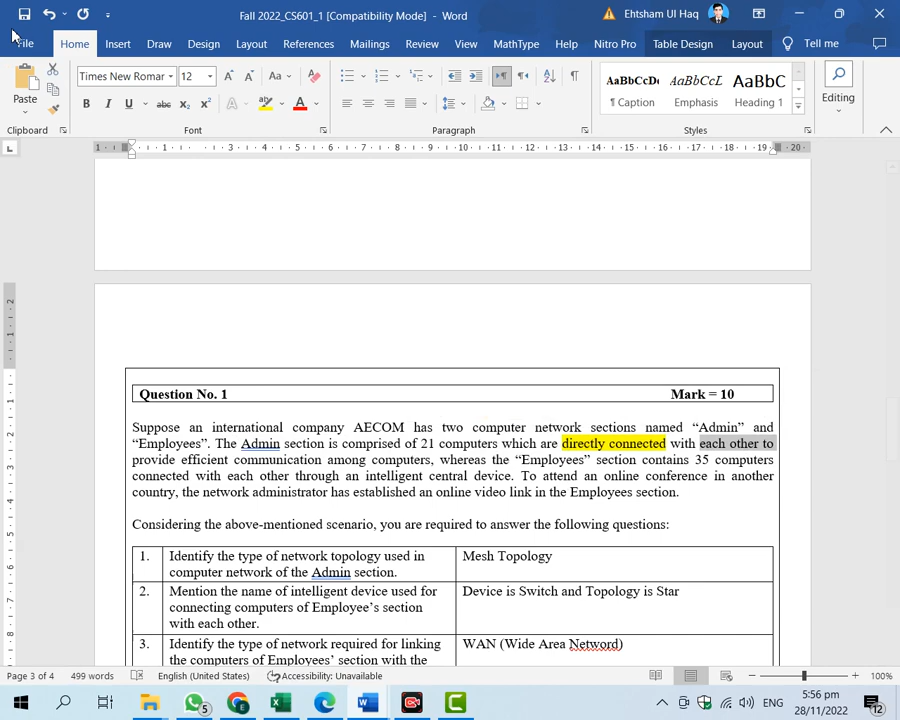 Fall 2022_CS601_1 [Compatibility Mode] - Word
Ehtsham UI Haq
File Home Insert Draw Design Layout References Mailings Review View MathType Help Nitro Pro Table Design Layout Tell me
Paste
Times New Romar 12
AaBbCcDc AaBbCcL AaBbC
¶ Caption Emphasis Heading 1
Editing
Clipboard Font Paragraph Styles
Question No. 1 Mark = 10
Suppose an international company AECOM has two computer network sections named “Admin” and
“Employees”. The Admin section is comprised of 21 computers which are directly connected with each other to
provide efficient communication among computers, whereas the “Employees” section contains 35 computers
connected with each other through an intelligent central device. To attend an online conference in another
country, the network administrator has established an online video link in the Employees section.
Considering the above-mentioned scenario, you are required to answer the following questions:
1. Identify the type of network topology used in Mesh Topology
computer network of the Admin section.
2. Mention the name of intelligent device used for Device is Switch and Topology is Star
connecting computers of Employee’s section
with each other.
3. Identify the type of network required for linking WAN (Wide Area Netword)
the computers of Employees’ section with the
Page 3 of 4 499 words English (United States) Accessibility: Unavailable 100%
5 ENG 5:56 pm
28/11/2022 12